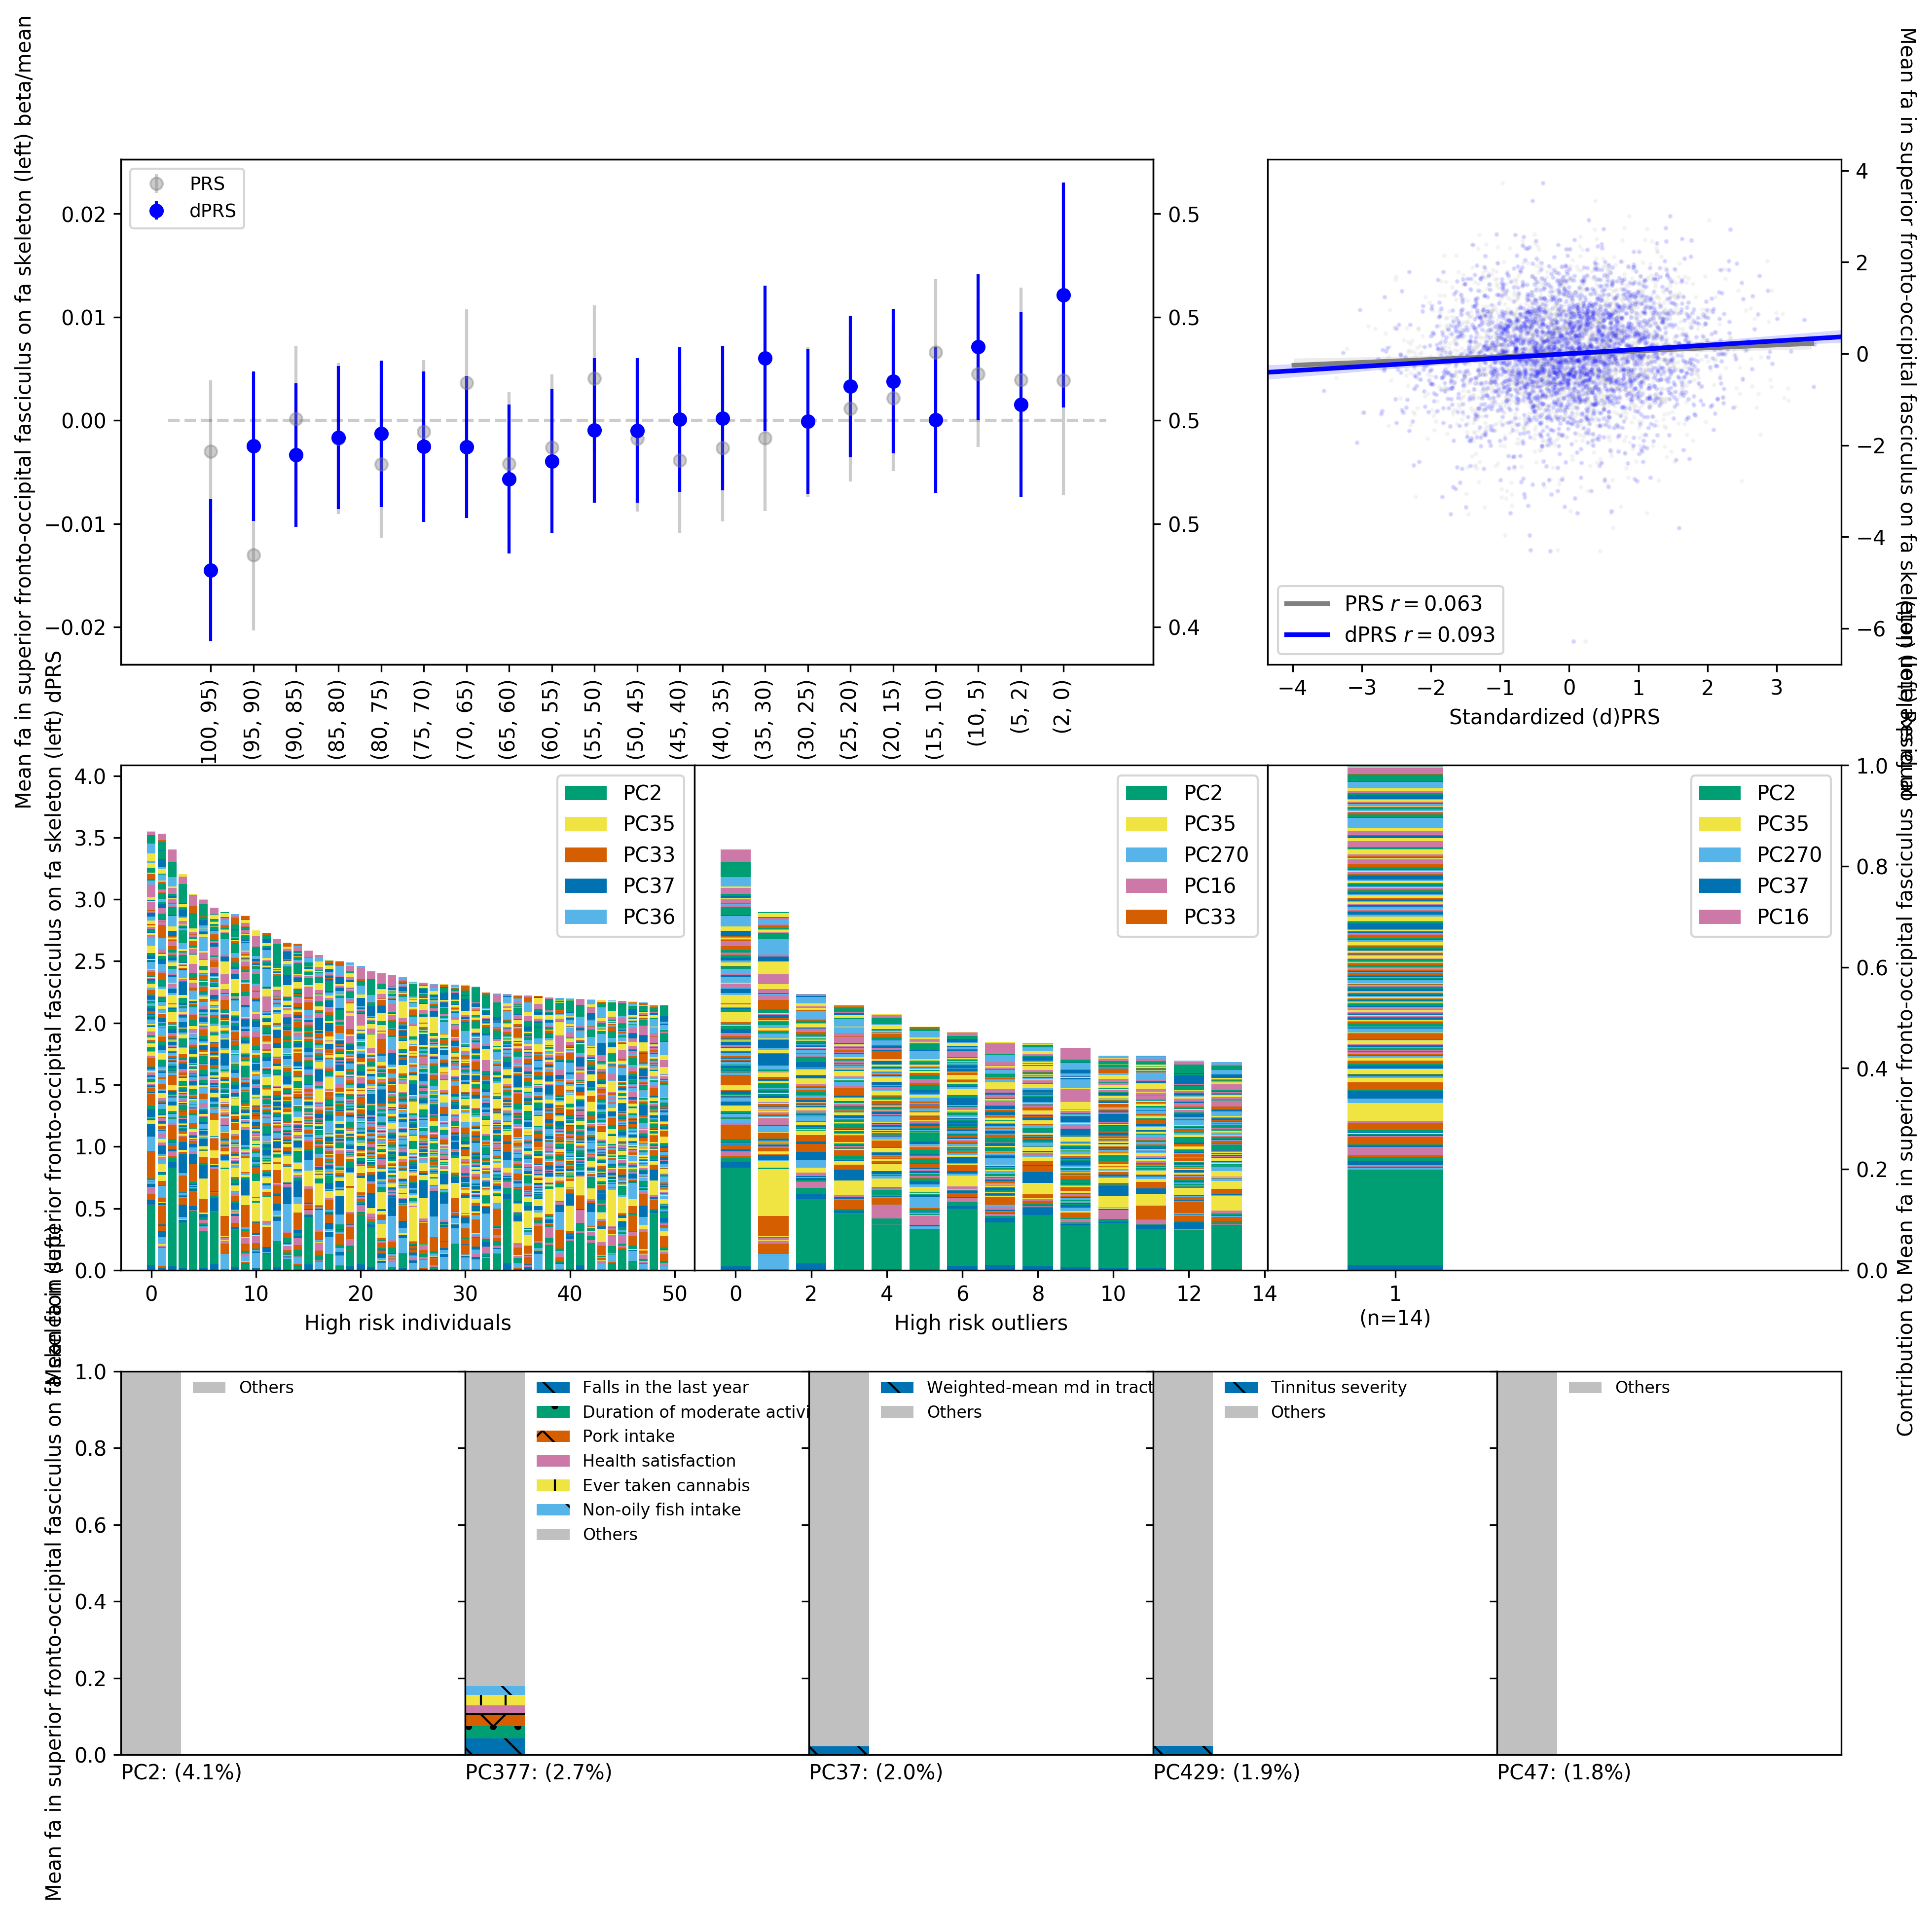 Mean fa in superior fronto-occipital fasciculus on fa skeleton (left) beta/mean
PRS
dPRS
0.02
0.01
0.00
−0.01
−0.02
0.5
0.5
0.5
0.5
0.4
100, 95)
(95, 90)
(90, 85)
(85, 80)
(80, 75)
(75, 70)
(70, 65)
(65, 60)
(60, 55)
(55, 50)
(50, 45)
(45, 40)
(40, 35)
(35, 30)
(30, 25)
(25, 20)
(20, 15)
(15, 10)
(10, 5)
(5, 2)
(2, 0)
PRS r = 0.063
dPRS r = 0.093
4
2
0
−2
−4
−6
−4
−3
−2
−1
0
1
2
3
Standardized (d)PRS
Mean fa in superior fronto-occipital fasciculus on fa skeleton (left)
Mean fa in superior fronto-occipital fasciculus on fa skeleton (left) dPRS
4.0
3.5
3.0
2.5
2.0
1.5
1.0
0.5
0.0
PC2
PC35
PC33
PC37
PC36
0
10
20
30
40
50
High risk individuals
PC2
PC35
PC270
PC16
PC33
0
2
4
6
8
10
12
14
High risk outliers
PC2
PC35
PC270
PC37
PC16
1
(n=14)
1.0
0.8
0.6
0.4
0.2
0.0
Contribution to Mean fa in superior fronto-occipital fasciculus on fa
Mean fa in superior fronto-occipital fasciculus on fa
1.0
0.8
0.6
0.4
0.2
0.0
Others
PC2: (4.1%)
Falls in the last year
Duration of moderate activi
Pork intake
Health satisfaction
Ever taken cannabis
Non-oily fish intake
Others
PC377: (2.7%)
Weighted-mean md in tract
Others
PC37: (2.0%)
Tinnitus severity
Others
PC429: (1.9%)
Others
PC47: (1.8%)